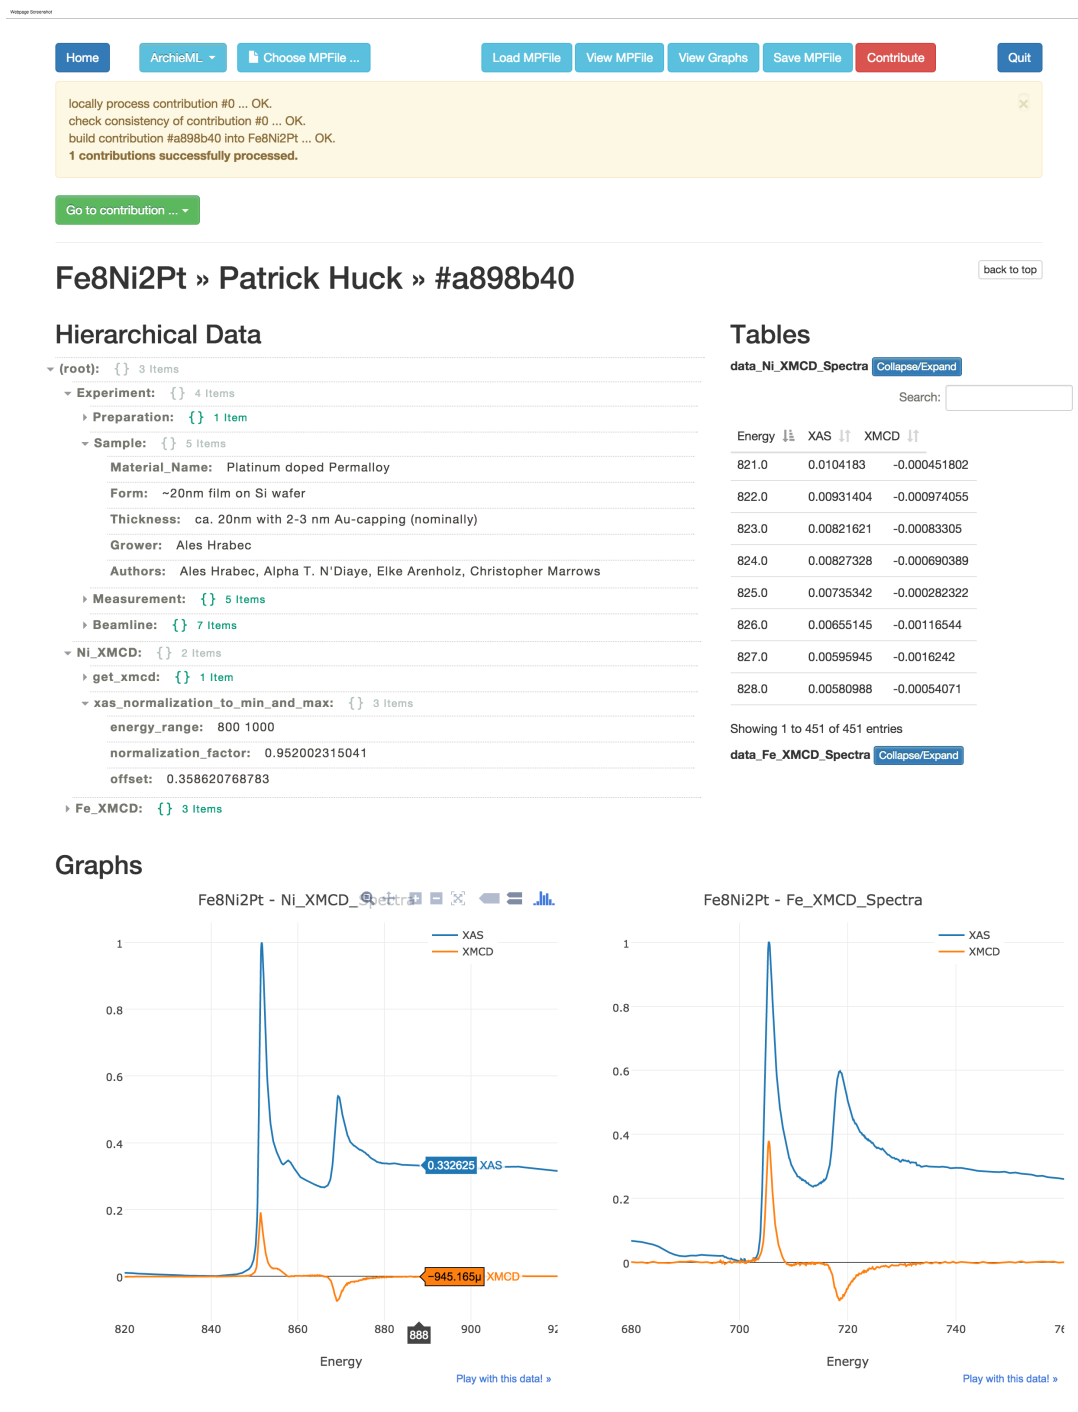 Webpage Screenshot
Home ArchieML Choose MPFile ... Load MPFile View MPFile View Graphs Save MPFile Contribute Quit
locally process contribution #0 ... OK. ×
check consistency of contribution #0 ... OK.
build contribution #a898b40 into Fe8Ni2Pt ... OK.
1 contributions successfully processed.
Go to contribution ...
Fe8Ni2Pt » Patrick Huck » #a898b40
back to top
Hierarchical Data
(root): {} 3 Items
Experiment: {} 4 Items
Preparation: {} 1 Item
Sample: {} 5 Items
Material_Name: Platinum doped Permalloy
Form: ~20nm film on Si wafer
Thickness: ca. 20nm with 2-3 nm Au-capping (nominally)
Grower: Ales Hrabec
Authors: Ales Hrabec, Alpha T. N'Diaye, Elke Arenholz, Christopher Marrows
Measurement: {} 5 Items
Beamline: {} 7 Items
Ni_XMCD: {} 2 Items
get_xmcd: {} 1 Item
xas_normalization_to_min_and_max: {} 3 Items
energy_range: 800 1000
normalization_factor: 0.952002315041
offset: 0.358620768783
Fe_XMCD: {} 3 Items
Tables
data_Ni_XMCD_Spectra Collapse/Expand
Search:
Energy XAS XMCD
821.0 0.0104183 -0.000451802
822.0 0.00931404 -0.000974055
823.0 0.00821621 -0.00083305
824.0 0.00827328 -0.000690389
825.0 0.00735342 -0.000282322
826.0 0.00655145 -0.00116544
827.0 0.00595945 -0.0016242
828.0 0.00580988 -0.00054071
Showing 1 to 451 of 451 entries
data_Fe_XMCD_Spectra Collapse/Expand
Graphs
Fe8Ni2Pt - Ni_XMCD_Spectra
XAS
XMCD
1
0.8
0.6
0.4
0.2
0
0.332625 XAS
−945.165µ XMCD
820 840 860 880 888 900 92
Energy
Play with this data! »
Fe8Ni2Pt - Fe_XMCD_Spectra
XAS
XMCD
1
0.8
0.6
0.4
0.2
0
680 700 720 740 76
Energy
Play with this data! »